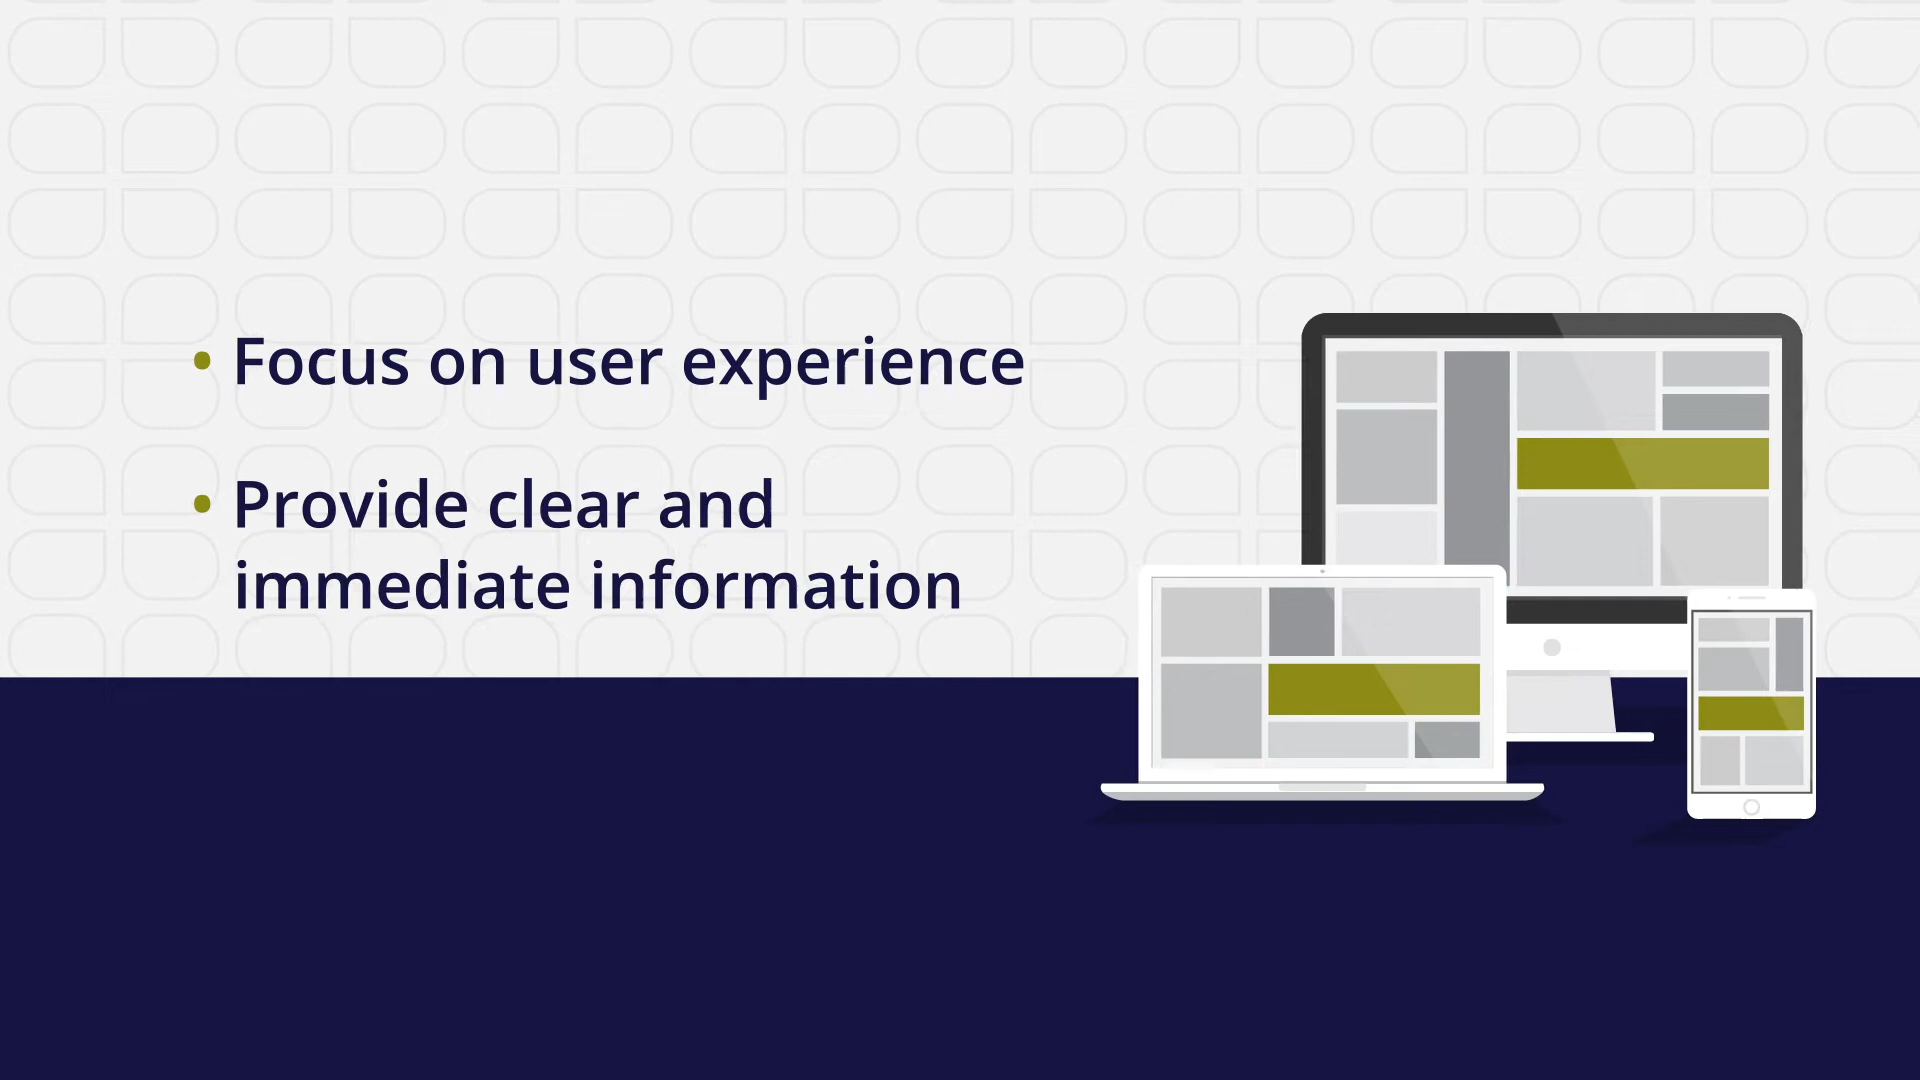 • Focus on user experience
• Provide clear and
immediate information